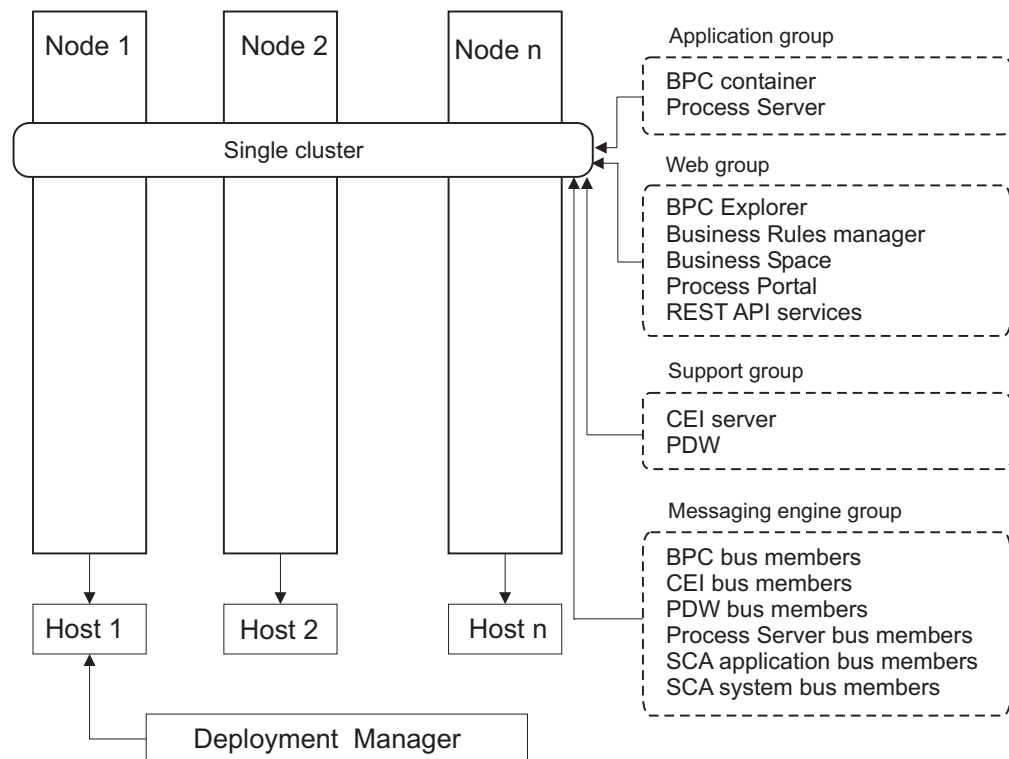 Node 1
Node 2
Node n
Single cluster
Application group
BPC container
Process Server
Web group
BPC Explorer
Business Rules manager
Business Space
Process Portal
REST API services
Support group
CEI server
PDW
Messaging engine group
BPC bus members
CEI bus members
PDW bus members
Process Server bus members
SCA application bus members
SCA system bus members
Host 1
Host 2
Host n
Deployment Manager